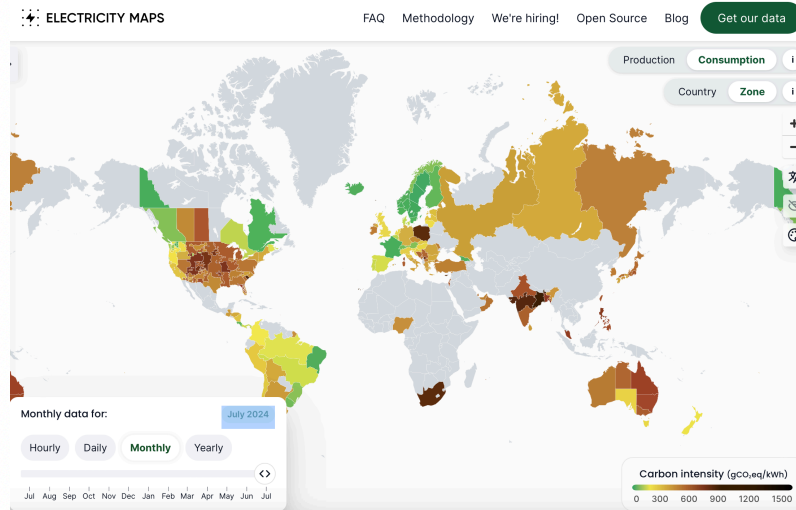 ELECTRICITY MAPS
FAQ Methodology We're hiring! Open Source Blog Get our data
Production Consumption i
Country Zone i
Monthly data for: July 2024
Hourly Daily Monthly Yearly
Jul Aug Sep Oct Nov Dec Jan Feb Mar Apr May Jun Jul
Carbon intensity (gCO₂eq/kWh)
0 300 600 900 1200 1500